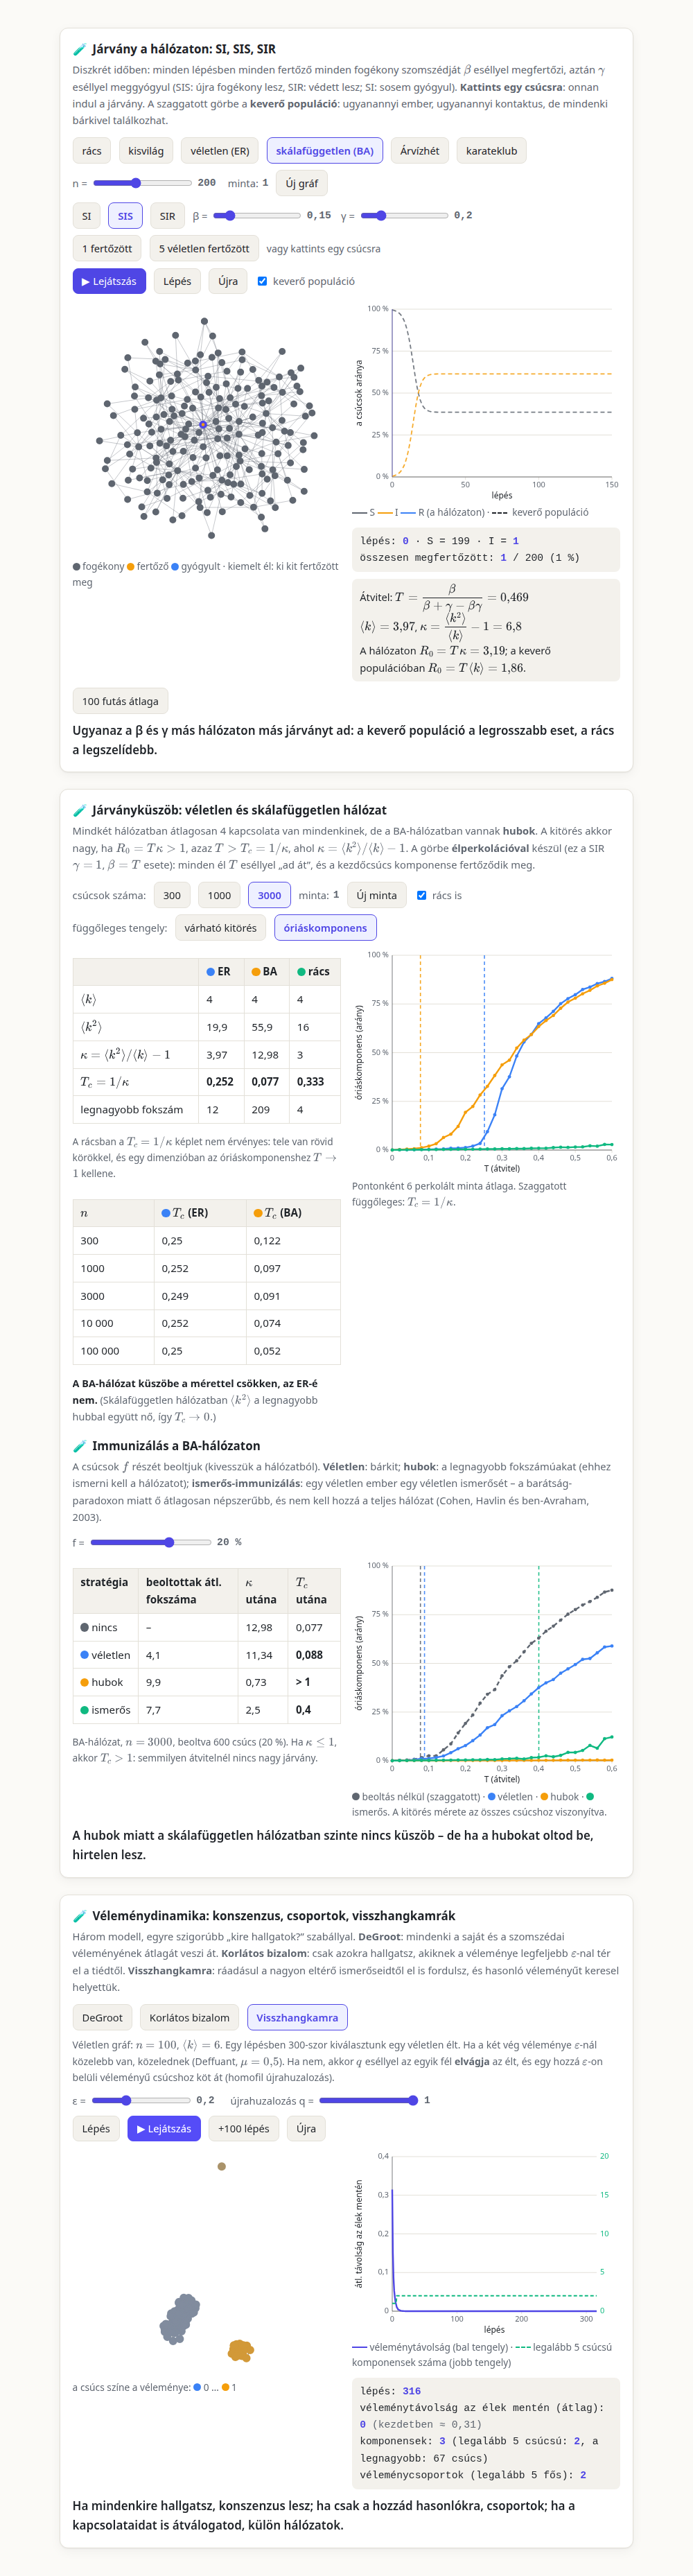 🧪 Járvány a hálózaton: SI, SIS, SIR
Diszkrét időben: minden lépésben minden fertőző minden fogékony szomszédját β eséllyel megfertőzi, aztán γ
eséllyel meggyógyul (SIS: újra fogékony lesz, SIR: védett lesz; SI: sosem gyógyul). Kattints egy csúcsra: onnan
indul a járvány. A szaggatott görbe a keverő populáció: ugyanannyi ember, ugyanannyi kontaktus, de mindenki
bárkivel találkozhat.
rács kisvilág véletlen (ER) skálafüggetlen (BA) Árvízhét karateklub
n = 200 minta: 1 Új gráf
SI SIS SIR β = 0,15 γ = 0,2
1 fertőzött 5 véletlen fertőzött vagy kattints egy csúcsra
▶ Lejátszás Lépés Újra keverő populáció
100 %
75 %
50 %
25 %
0 %
a csúcsok aránya
0 50 100 150
lépés
S I R (a hálózaton) · keverő populáció
lépés: 0 · S = 199 · I = 1
összesen megfertőzött: 1 / 200 (1 %)
fogékony fertőző gyógyult · kiemelt él: ki kit fertőzött
meg
Átvitel: T = β / (β + γ − βγ) = 0,469
⟨k⟩ = 3,97, κ = ⟨k²⟩/⟨k⟩ − 1 = 6,8
A hálózaton R₀ = Tκ = 3,19; a keverő
populációban R₀ = T⟨k⟩ = 1,86.
100 futás átlaga
Ugyanaz a β és γ más hálózaton más járványt ad: a keverő populáció a legrosszabb eset, a rács
a legszelídebb.
🧪 Járványküszöb: véletlen és skálafüggetlen hálózat
Mindkét hálózatban átlagosan 4 kapcsolata van mindenkinek, de a BA-hálózatban vannak hubok. A kitörés akkor
nagy, ha R₀ = Tκ > 1, azaz T > T_c = 1/κ, ahol κ = ⟨k²⟩/⟨k⟩ − 1. A görbe élperkolációval készül (ez a SIR
γ = 1, β = T esete): minden él T eséllyel „ad át”, és a kezdőcsúcs komponense fertőződik meg.
csúcsok száma: 300 1000 3000 minta: 1 Új minta rács is
függőleges tengely: várható kitörés óriáskomponens
ER BA rács
⟨k⟩ 4 4 4
⟨k²⟩ 19,9 55,9 16
κ = ⟨k²⟩/⟨k⟩ − 1 3,97 12,98 3
T_c = 1/κ 0,252 0,077 0,333
legnagyobb fokszám 12 209 4
A rácsban a T_c = 1/κ képlet nem érvényes: tele van rövid
körökkel, és egy dimenzióban az óriáskomponenshez T →
1 kellene.
100 %
75 %
50 %
25 %
0 %
óriáskomponens (arány)
0 0,1 0,2 0,3 0,4 0,5 0,6
T (átvitel)
Pontonként 6 perkolált minta átlaga. Szaggatott
függőleges: T_c = 1/κ.
n T_c (ER) T_c (BA)
300 0,25 0,122
1000 0,252 0,097
3000 0,249 0,091
10 000 0,252 0,074
100 000 0,25 0,052
A BA-hálózat küszöbe a mérettel csökken, az ER-é
nem. (Skálafüggetlen hálózatban ⟨k²⟩ a legnagyobb
hubbal együtt nő, így T_c → 0.)
🧪 Immunizálás a BA-hálózaton
A csúcsok f részét beoltjuk (kivesszük a hálózatból). Véletlen: bárkit; hubok: a legnagyobb fokszámúakat (ehhez
ismerni kell a hálózatot); ismerős-immunizálás: egy véletlen ember egy véletlen ismerősét – a barátság-
paradoxon miatt ő átlagosan népszerűbb, és nem kell hozzá a teljes hálózat (Cohen, Havlin és ben-Avraham,
2003).
f = 20 %
stratégia beoltottak átl. fokszáma κ utána T_c utána
nincs – 12,98 0,077
véletlen 4,1 11,34 0,088
hubok 9,9 0,73 > 1
ismerős 7,7 2,5 0,4
BA-hálózat, n = 3000, beoltva 600 csúcs (20 %). Ha κ ≤ 1,
akkor T_c > 1: semmilyen átvitelnél nincs nagy járvány.
100 %
75 %
50 %
25 %
0 %
óriáskomponens (arány)
0 0,1 0,2 0,3 0,4 0,5 0,6
T (átvitel)
beoltás nélkül (szaggatott) · véletlen · hubok ·
ismerős. A kitörés mérete az összes csúcshoz viszonyítva.
A hubok miatt a skálafüggetlen hálózatban szinte nincs küszöb – de ha a hubokat oltod be,
hirtelen lesz.
🧪 Véleménydinamika: konszenzus, csoportok, visszhangkamrák
Három modell, egyre szigorúbb „kire hallgatok?” szabállyal. DeGroot: mindenki a saját és a szomszédai
véleményének átlagát veszi át. Korlátos bizalom: csak azokra hallgatsz, akiknek a véleménye legfeljebb ε-nal tér
el a tiédtől. Visszhangkamra: ráadásul a nagyon eltérő ismerőseidtől el is fordulsz, és hasonló véleményűt keresel
helyettük.
DeGroot Korlátos bizalom Visszhangkamra
Véletlen gráf: n = 100, ⟨k⟩ = 6. Egy lépésben 300-szor kiválasztunk egy véletlen élt. Ha a két vég véleménye ε-nál
közelebb van, közelednek (Deffuant, μ = 0,5). Ha nem, akkor q eséllyel az egyik fél elvágja az élt, és egy hozzá ε-on
belüli véleményű csúcshoz köt át (homofil újrahuzalozás).
ε = 0,2 újrahuzalozás q = 1
Lépés ▶ Lejátszás +100 lépés Újra
0,4
0,3
0,2
0,1
0
átl. távolság az élek mentén
20
15
10
5
0
0 100 200 300
lépés
véleménytávolság (bal tengely) · legalább 5 csúcsú
komponensek száma (jobb tengely)
a csúcs színe a véleménye: 0 … 1
lépés: 316
véleménytávolság az élek mentén (átlag):
0 (kezdetben ≈ 0,31)
komponensek: 3 (legalább 5 csúcsú: 2, a
legnagyobb: 67 csúcs)
véleménycsoportok (legalább 5 fős): 2
Ha mindenkire hallgatsz, konszenzus lesz; ha csak a hozzád hasonlókra, csoportok; ha a
kapcsolataidat is átválogatod, külön hálózatok.